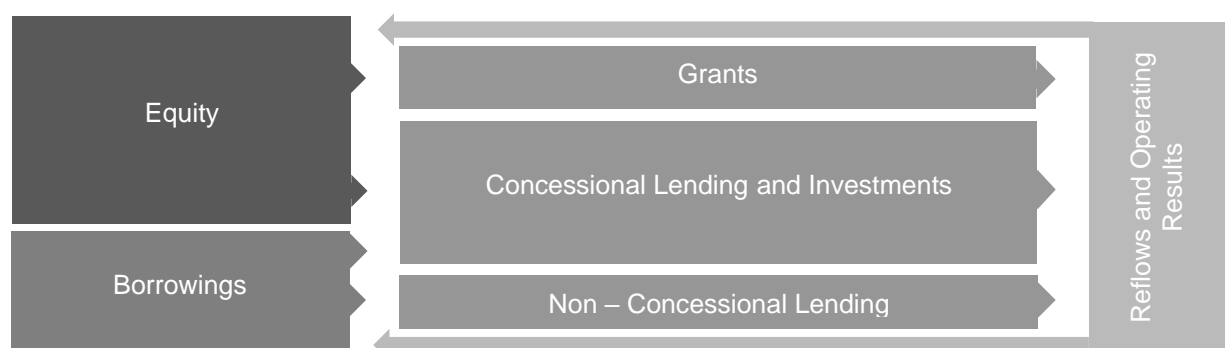 Equity
Borrowings
Grants
Concessional Lending and Investments
Non – Concessional Lending
Reflows and Operating
Results